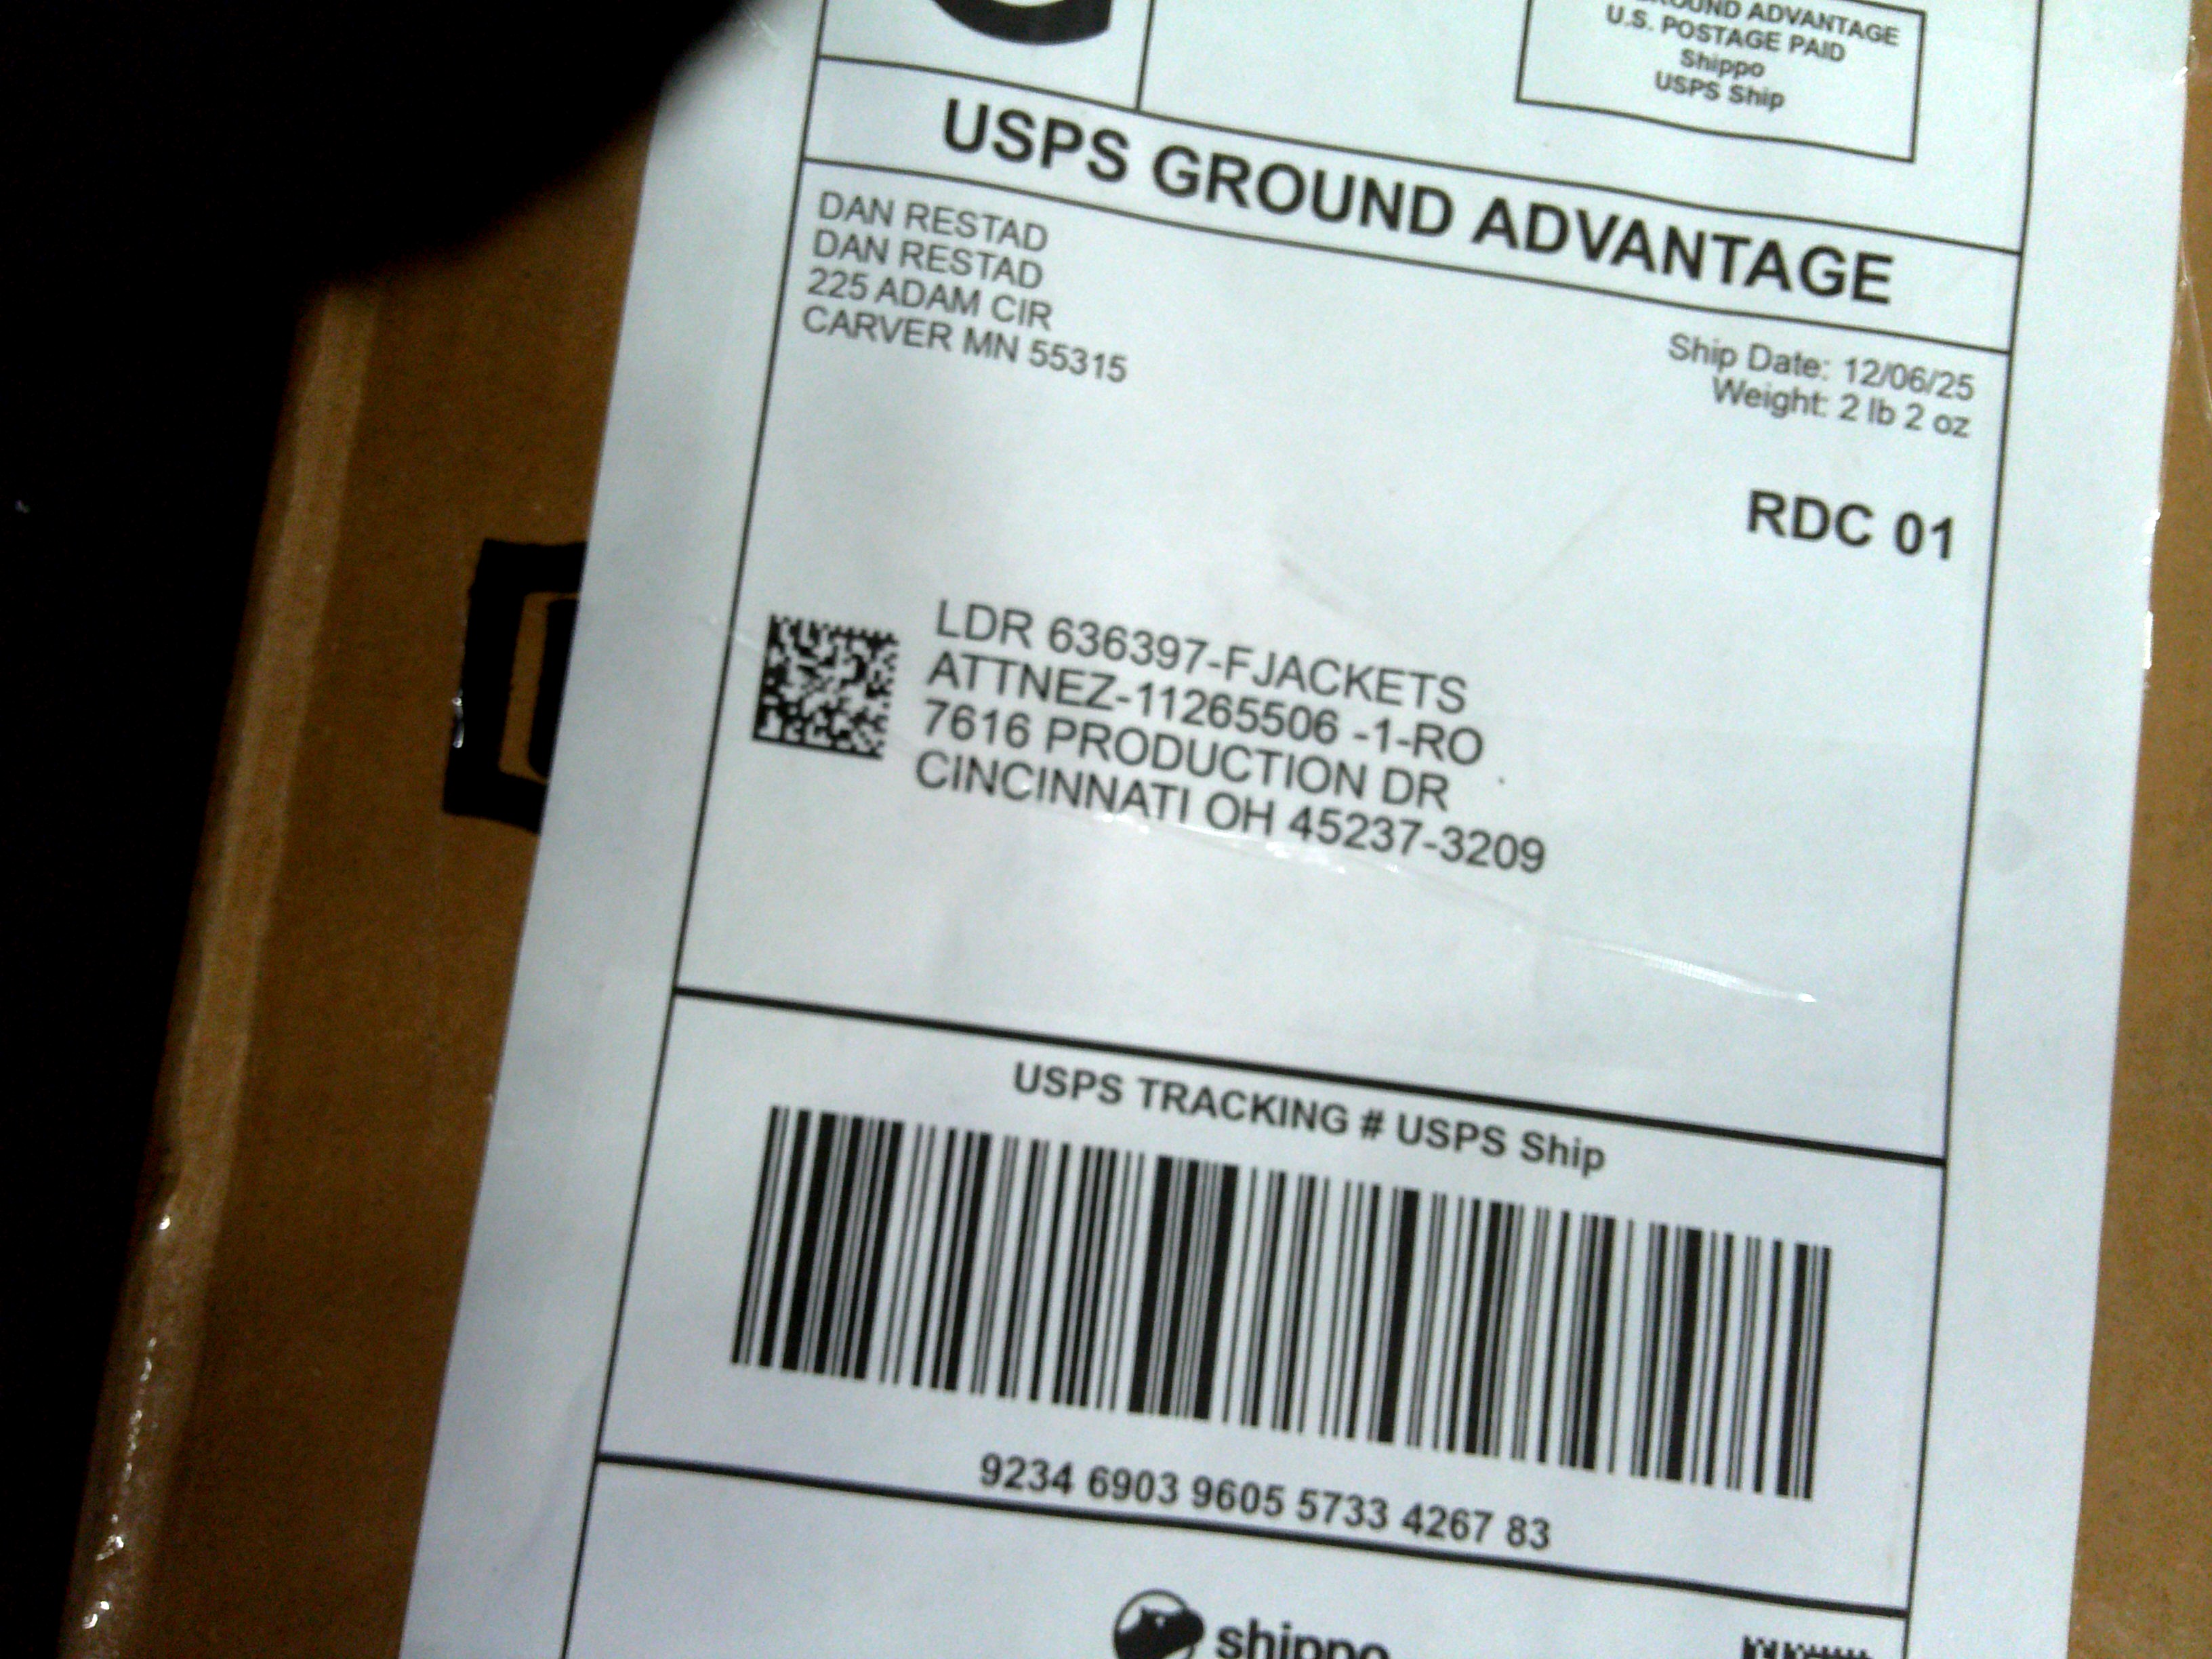 GROUND ADVANTAGE
U.S. POSTAGE PAID
Shippo
USPS Ship
USPS GROUND ADVANTAGE
DAN RESTAD
DAN RESTAD
225 ADAM CIR
CARVER MN 55315
Ship Date: 12/06/25
Weight: 2 lb 2 oz
RDC 01
LDR 636397-FJACKETS
ATTNEZ-11265506 -1-RO
7616 PRODUCTION DR
CINCINNATI OH 45237-3209
USPS TRACKING # USPS Ship
9234 6903 9605 5733 4267 83
shippo